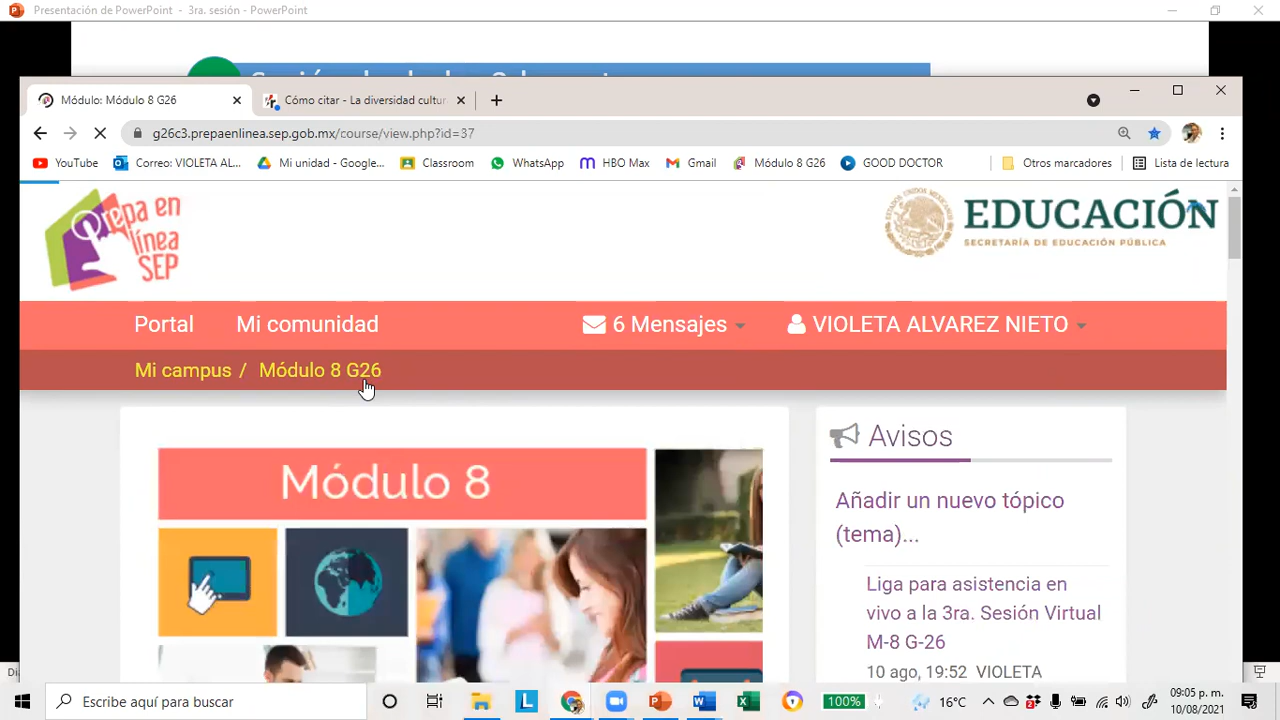 Presentación de PowerPoint - 3ra. sesión - PowerPoint
Módulo: Módulo 8 G26
Cómo citar - La diversidad cultur
g26c3.prepaenlinea.sep.gob.mx/course/view.php?id=37
YouTube
Correo: VIOLETA AL...
Mi unidad - Google...
Classroom
WhatsApp
HBO Max
Gmail
Módulo 8 G26
GOOD DOCTOR
Otros marcadores
Lista de lectura
Prepa en
línea
SEP
EDUCACIÓN
SECRETARÍA DE EDUCACIÓN PÚBLICA
Portal
Mi comunidad
6 Mensajes
VIOLETA ALVAREZ NIETO
Mi campus / Módulo 8 G26
Módulo 8
Avisos
Añadir un nuevo tópico
(tema)...
Liga para asistencia en
vivo a la 3ra. Sesión Virtual
M-8 G-26
10 ago, 19:52 VIOLETA
Escribe aquí para buscar
100%
16°C
09:05 p. m.
10/08/2021